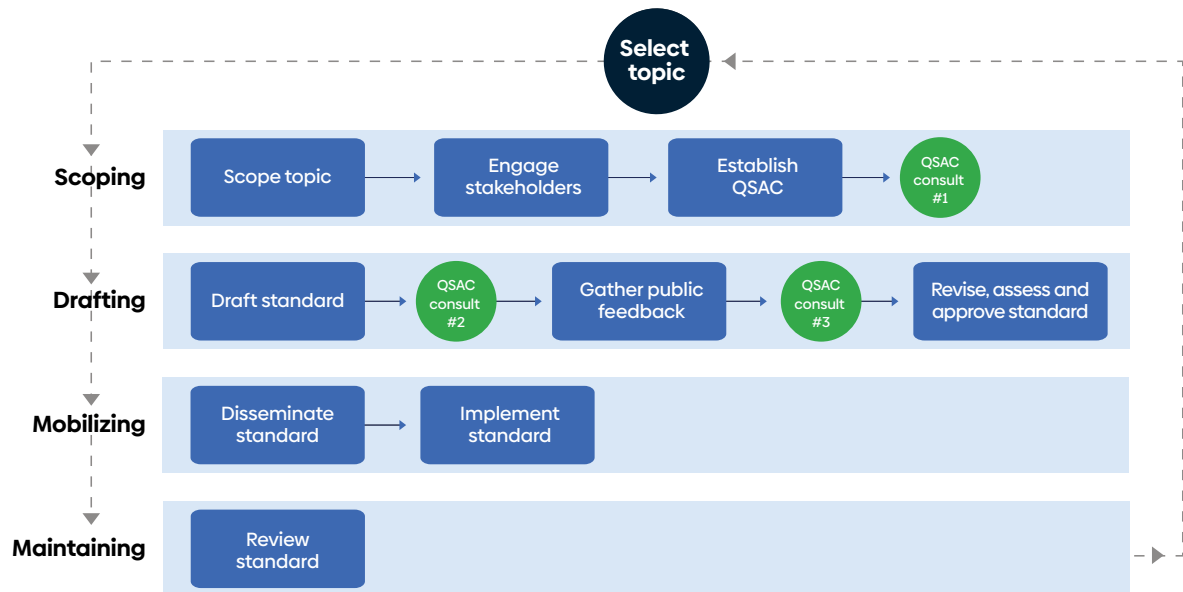 Select
topic
Scoping
Scope topic
Engage
stakeholders
Establish
QSAC
QSAC
consult
#1
Drafting
Draft standard
QSAC
consult
#2
Gather public
feedback
QSAC
consult
#3
Revise, assess and
approve standard
Mobilizing
Disseminate
standard
Implement
standard
Maintaining
Review
standard